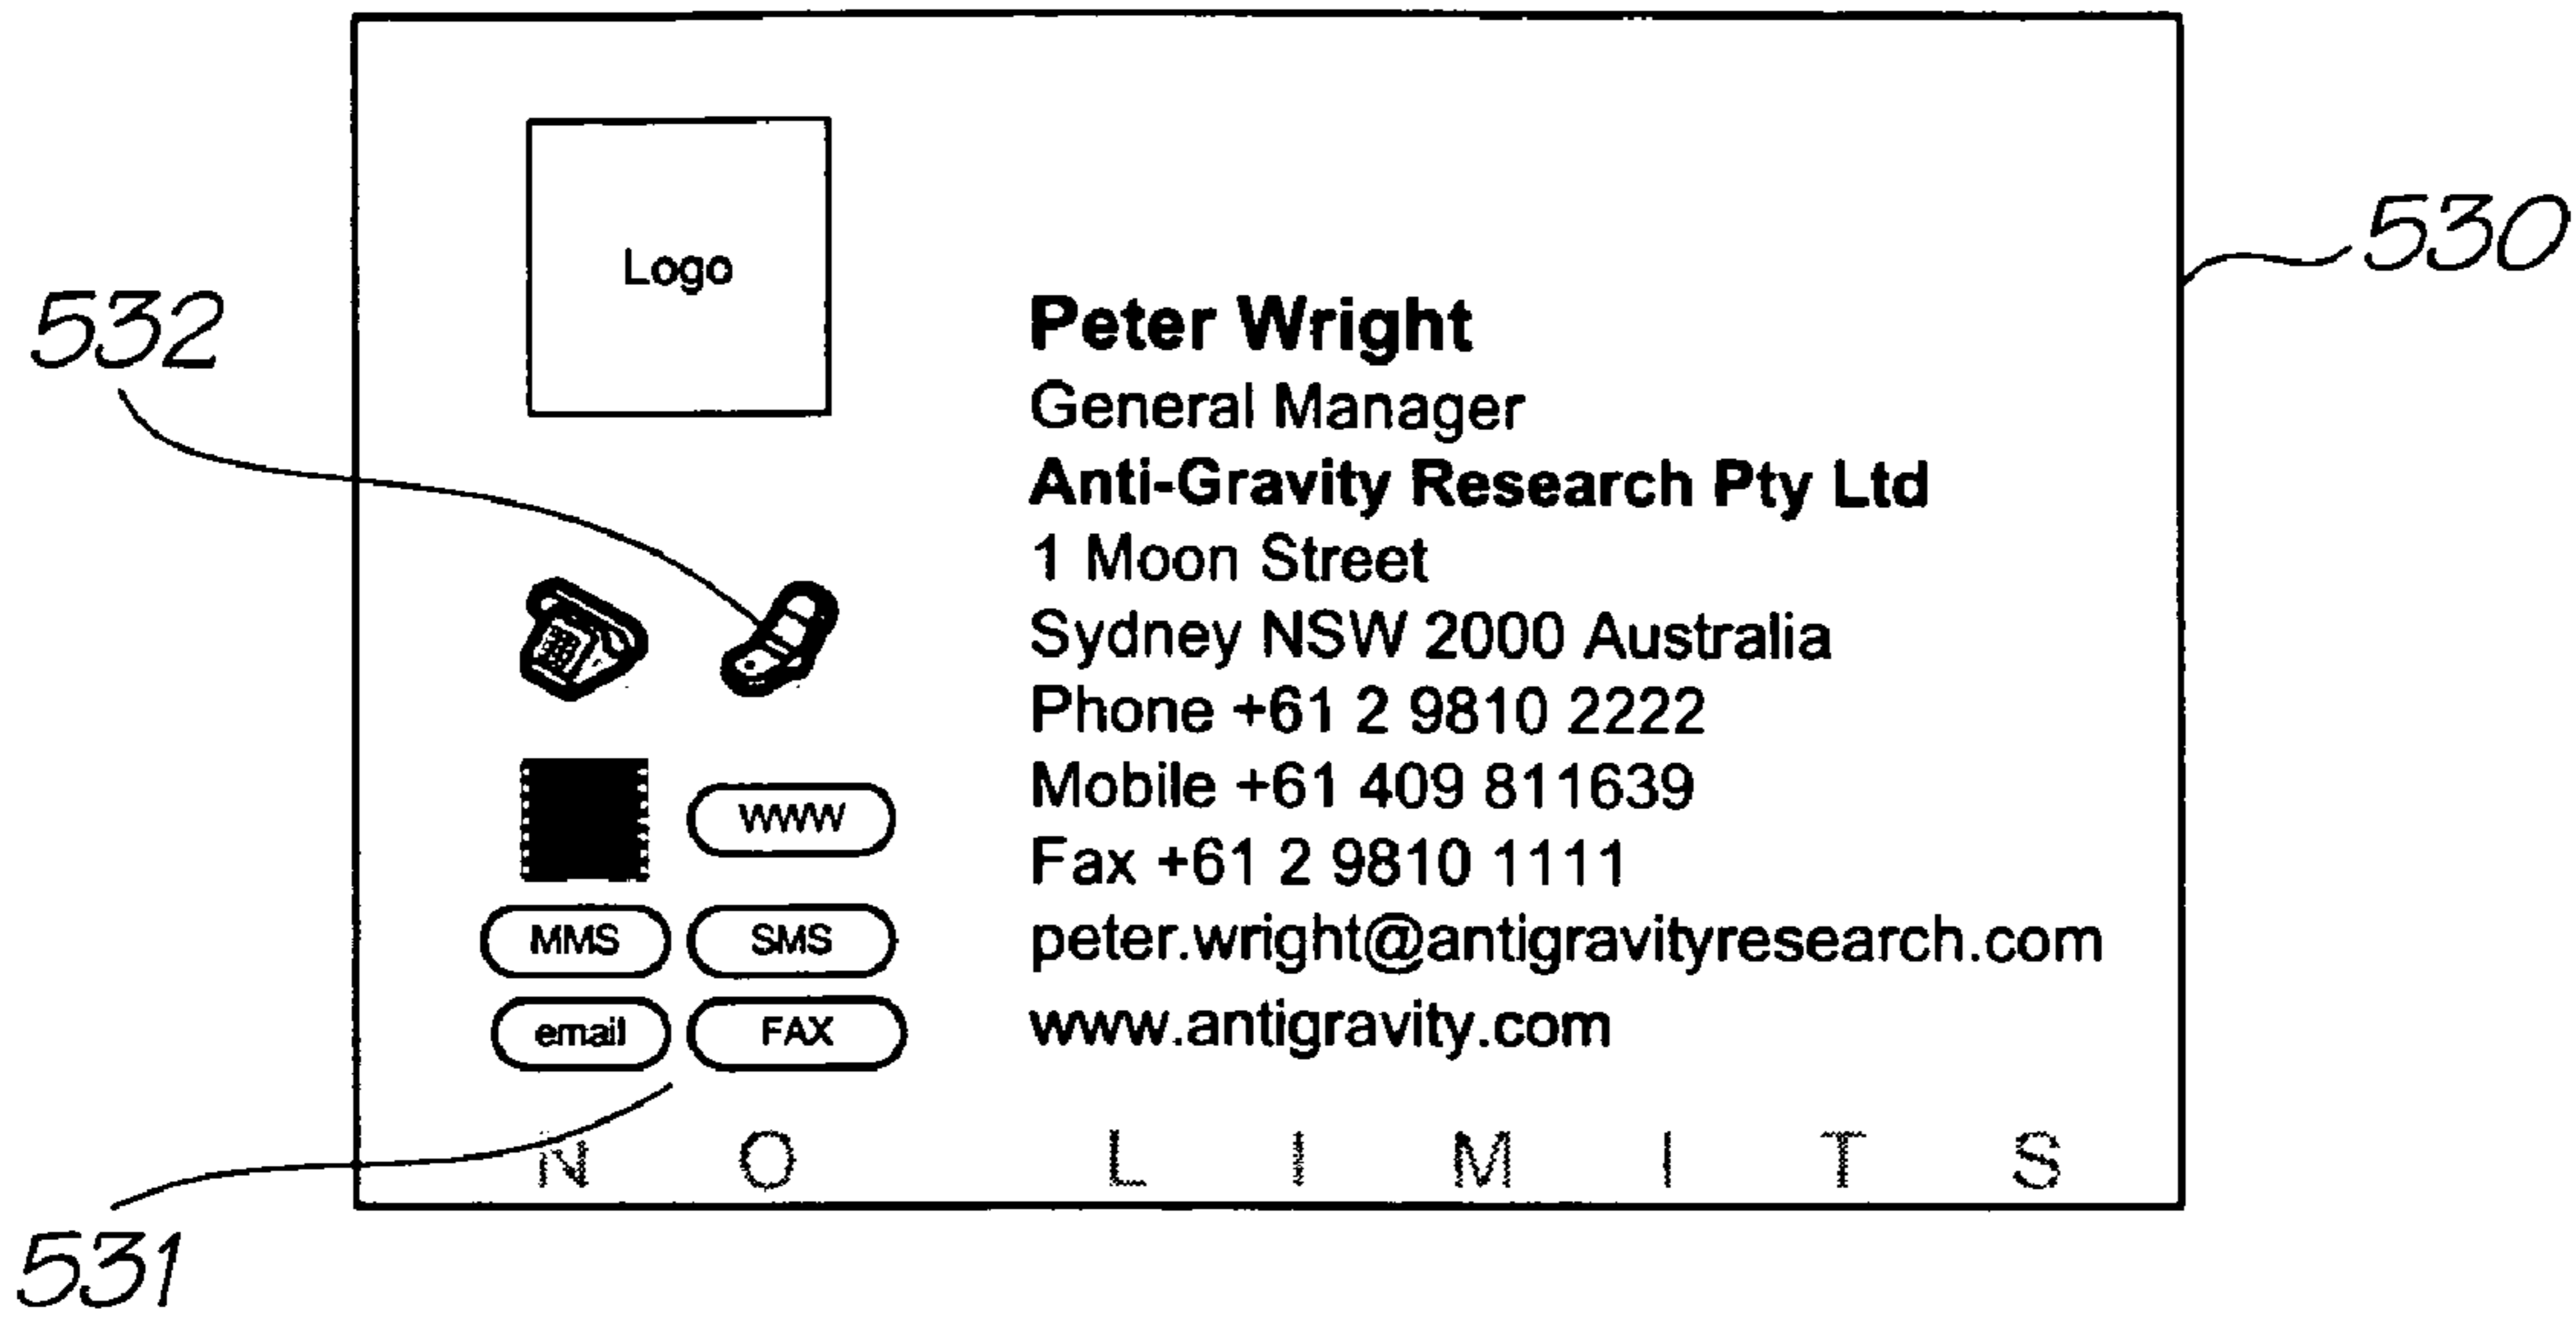 530
Logo
532
Peter Wright
General Manager
Anti-Gravity Research Pty Ltd
1 Moon Street
Sydney NSW 2000 Australia
Phone +61 2 9810 2222
Mobile +61 409 811639
Fax +61 2 9810 1111
peter.wright@antigravityresearch.com
www.antigravity.com
WWW
MMS SMS
email FAX
NO LIMITS
531